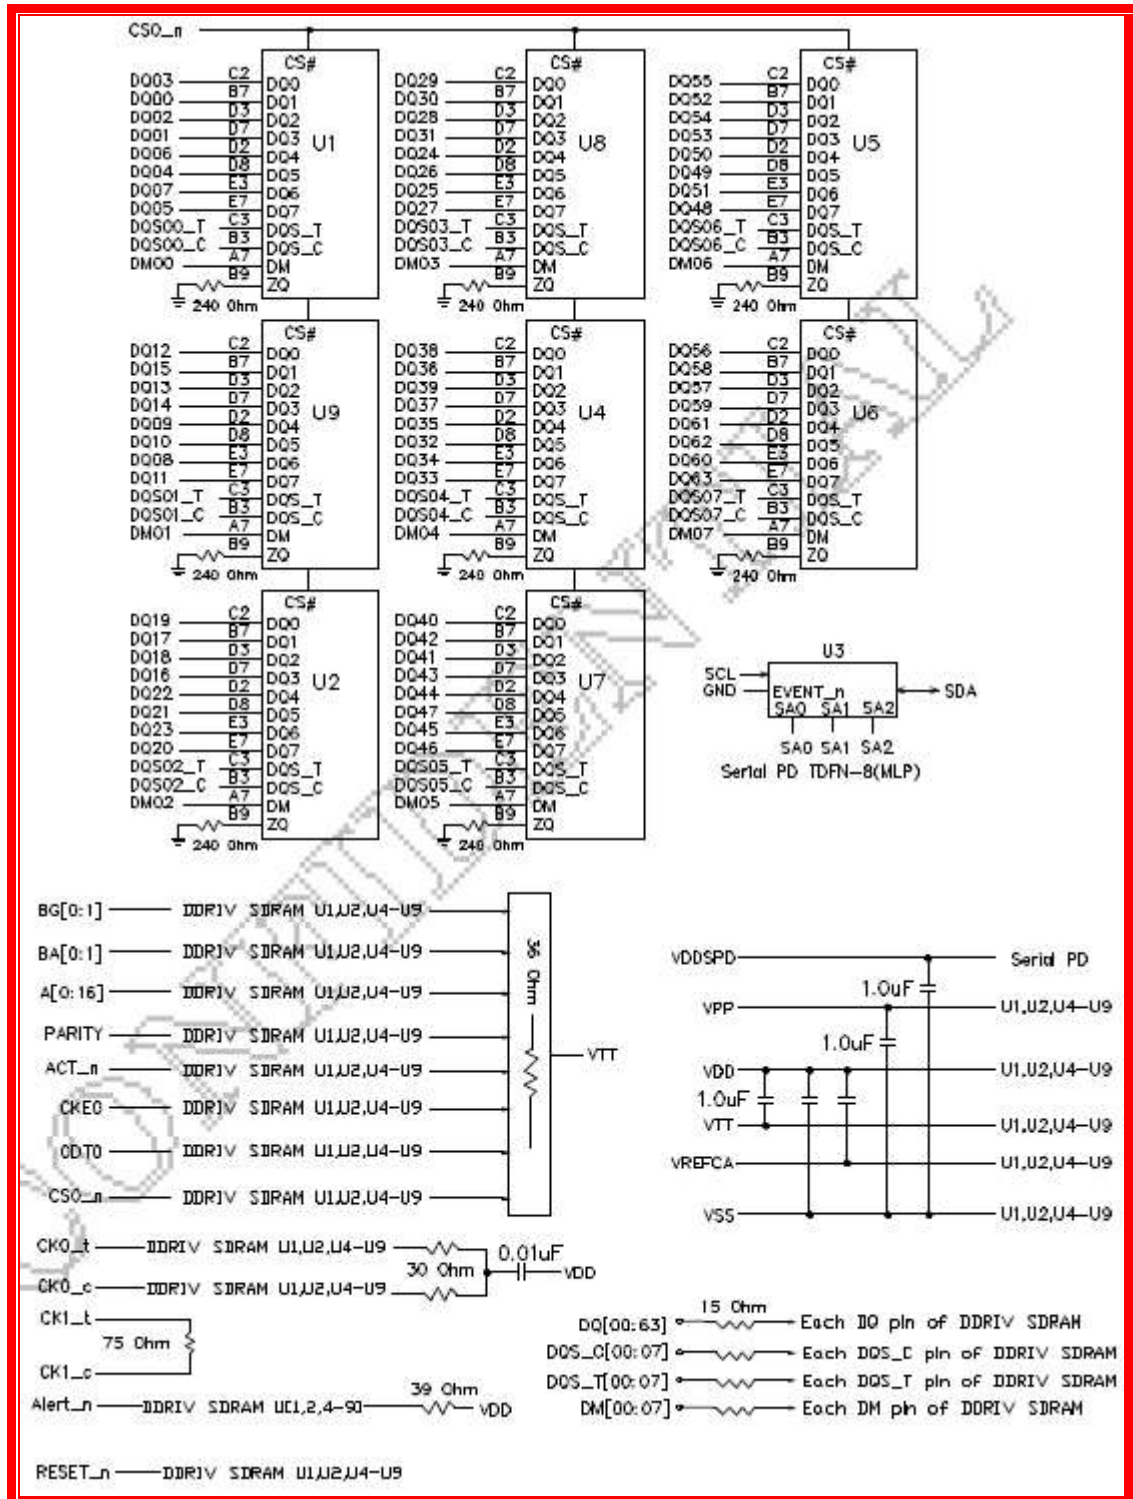 CS0_n
CS#
DQ03 C2 DQ0
DQ00 B7 DQ1
DQ02 D3 DQ2
DQ01 D7 DQ3
DQ06 D2 DQ4
DQ04 D8 DQ5
DQ07 E3 DQ6
DQ05 E7 DQ7
DQS00_T C3 DQS_T
DQS00_C B3 DQS_C
DM00 A7 DM
B9 ZQ
U1
240 Ohm
CS#
DQ29 C2 DQ0
DQ30 B7 DQ1
DQ28 D3 DQ2
DQ31 D7 DQ3
DQ24 D2 DQ4
DQ26 D8 DQ5
DQ25 E3 DQ6
DQ27 E7 DQ7
DQS03_T C3 DQS_T
DQS03_C B3 DQS_C
DM03 A7 DM
B9 ZQ
U8
240 Ohm
CS#
DQ55 C2 DQ0
DQ52 B7 DQ1
DQ54 D3 DQ2
DQ53 D7 DQ3
DQ50 D2 DQ4
DQ49 D8 DQ5
DQ51 E3 DQ6
DQ48 E7 DQ7
DQS06_T C3 DQS_T
DQS06_C B3 DQS_C
DM06 A7 DM
B9 ZQ
U5
240 Ohm
CS#
DQ12 C2 DQ0
DQ15 B7 DQ1
DQ13 D3 DQ2
DQ14 D7 DQ3
DQ09 D2 DQ4
DQ10 D8 DQ5
DQ08 E3 DQ6
DQ11 E7 DQ7
DQS01_T C3 DQS_T
DQS01_C B3 DQS_C
DM01 A7 DM
B9 ZQ
U9
240 Ohm
CS#
DQ38 C2 DQ0
DQ36 B7 DQ1
DQ39 D3 DQ2
DQ37 D7 DQ3
DQ35 D2 DQ4
DQ32 D8 DQ5
DQ34 E3 DQ6
DQ33 E7 DQ7
DQS04_T C3 DQS_T
DQS04_C B3 DQS_C
DM04 A7 DM
B9 ZQ
U4
240 Ohm
CS#
DQ56 C2 DQ0
DQ58 B7 DQ1
DQ57 D3 DQ2
DQ59 D7 DQ3
DQ61 D2 DQ4
DQ62 D8 DQ5
DQ60 E3 DQ6
DQ63 E7 DQ7
DQS07_T C3 DQS_T
DQS07_C B3 DQS_C
DM07 A7 DM
B9 ZQ
U6
240 Ohm
CS#
DQ19 C2 DQ0
DQ17 B7 DQ1
DQ18 D3 DQ2
DQ16 D7 DQ3
DQ22 D2 DQ4
DQ21 D8 DQ5
DQ23 E3 DQ6
DQ20 E7 DQ7
DQS02_T C3 DQS_T
DQS02_C B3 DQS_C
DM02 A7 DM
B9 ZQ
U2
240 Ohm
CS#
DQ40 C2 DQ0
DQ42 B7 DQ1
DQ41 D3 DQ2
DQ43 D7 DQ3
DQ44 D2 DQ4
DQ47 D8 DQ5
DQ45 E3 DQ6
DQ46 E7 DQ7
DQS05_T C3 DQS_T
DQS05_C B3 DQS_C
DM05 A7 DM
B9 ZQ
U7
240 Ohm
U3
SCL
GND EVENT_n SDA
SA0 SA1 SA2
SA0 SA1 SA2
Serial PD TDFN-8(MLP)
BG[0:1] DDRIV SDRAM U1,U2,U4-U9
BA[0:1] DDRIV SDRAM U1,U2,U4-U9
A[0:16] DDRIV SDRAM U1,U2,U4-U9
PARITY DDRIV SDRAM U1,U2,U4-U9
ACT_n DDRIV SDRAM U1,U2,U4-U9
CKE0 DDRIV SDRAM U1,U2,U4-U9
ODT0 DDRIV SDRAM U1,U2,U4-U9
CS0_n DDRIV SDRAM U1,U2,U4-U9
36 Ohm
VTT
VDDSPD Serial PD
1.0uF
VPP U1,U2,U4-U9
1.0uF
VDD U1,U2,U4-U9
1.0uF
VTT U1,U2,U4-U9
VREFCA U1,U2,U4-U9
VSS U1,U2,U4-U9
CK0_t DDRIV SDRAM U1,U2,U4-U9
30 Ohm 0.01uF VDD
CK0_c DDRIV SDRAM U1,U2,U4-U9
CK1_t
75 Ohm
CK1_c
Alert_n DDRIV SDRAM U[1,2,4-9] 39 Ohm VDD
RESET_n DDRIV SDRAM U1,U2,U4-U9
15 Ohm
DQ[00:63] Each DQ pin of DDRIV SDRAM
DQS_C[00:07] Each DQS_C pin of DDRIV SDRAM
DQS_T[00:07] Each DQS_T pin of DDRIV SDRAM
DM[00:07] Each DM pin of DDRIV SDRAM
CONFIDENTIAL